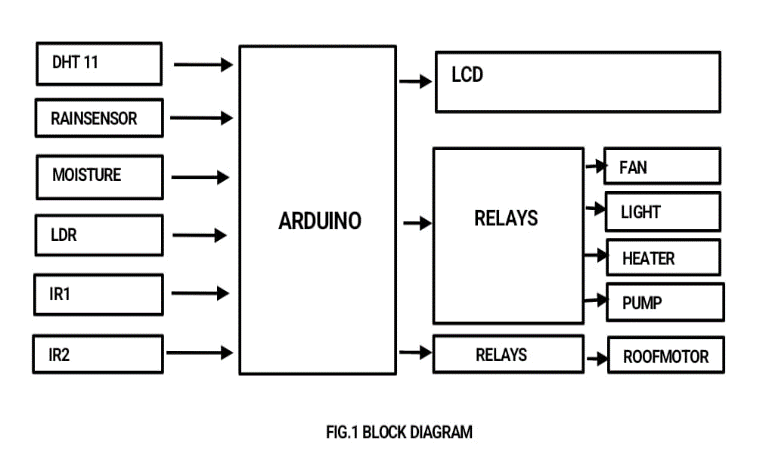 DHT 11
RAINSENSOR
MOISTURE
LDR
IR1
IR2
ARDUINO
LCD
RELAYS
FAN
LIGHT
HEATER
PUMP
RELAYS
ROOFMOTOR
FIG.1 BLOCK DIAGRAM